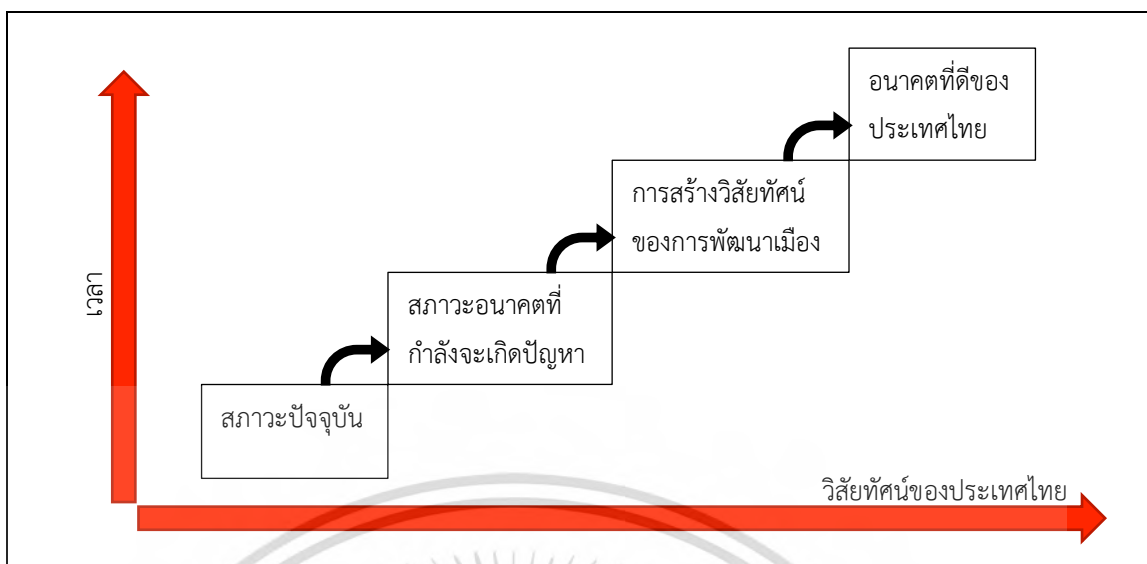 อนาคตที่ดีของ
ประเทศไทย
การสร้างวิสัยทัศน์
ของการพัฒนาเมือง
สภาวะอนาคตที่
กำลังจะเกิดปัญหา
สภาวะปัจจุบัน
เวลา
วิสัยทัศน์ของประเทศไทย